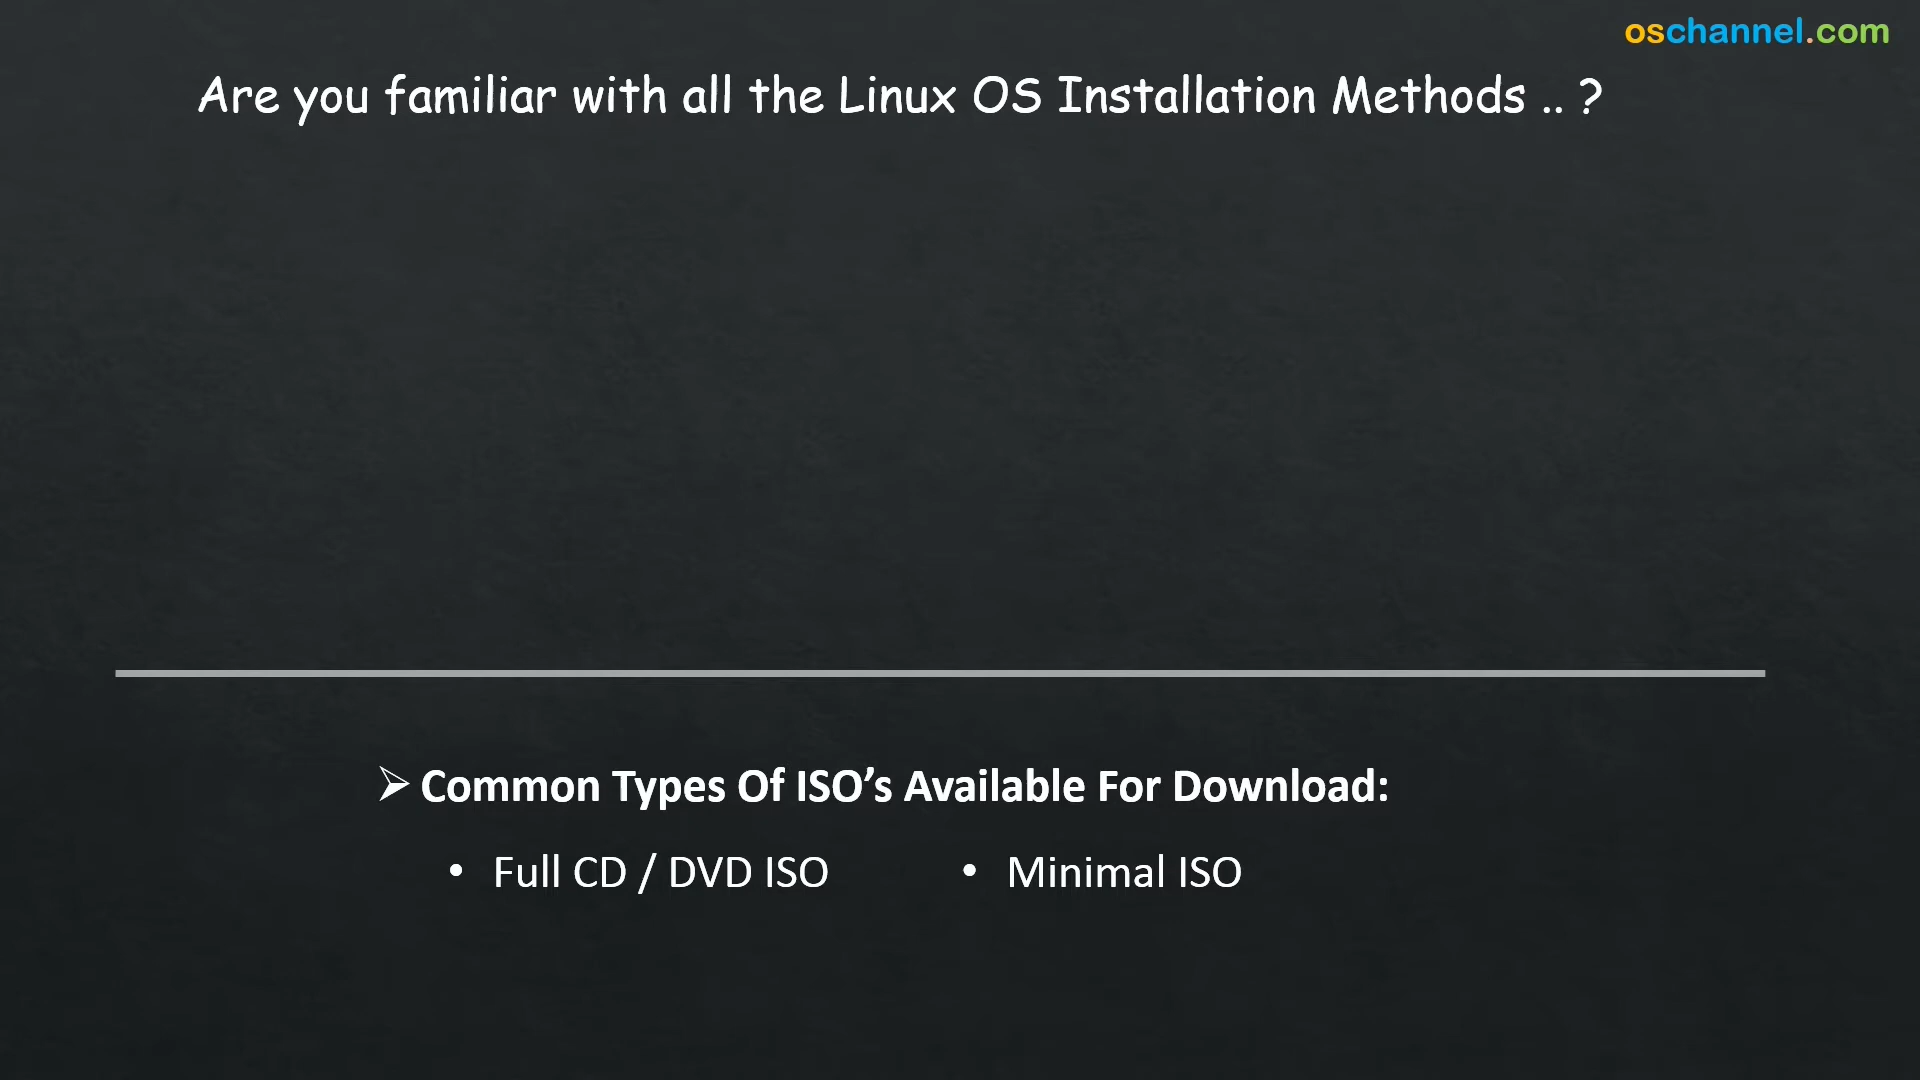 oschannel.com
Are you familiar with all the Linux OS Installation Methods .. ?
➢ Common Types Of ISO’s Available For Download:
• Full CD / DVD ISO • Minimal ISO